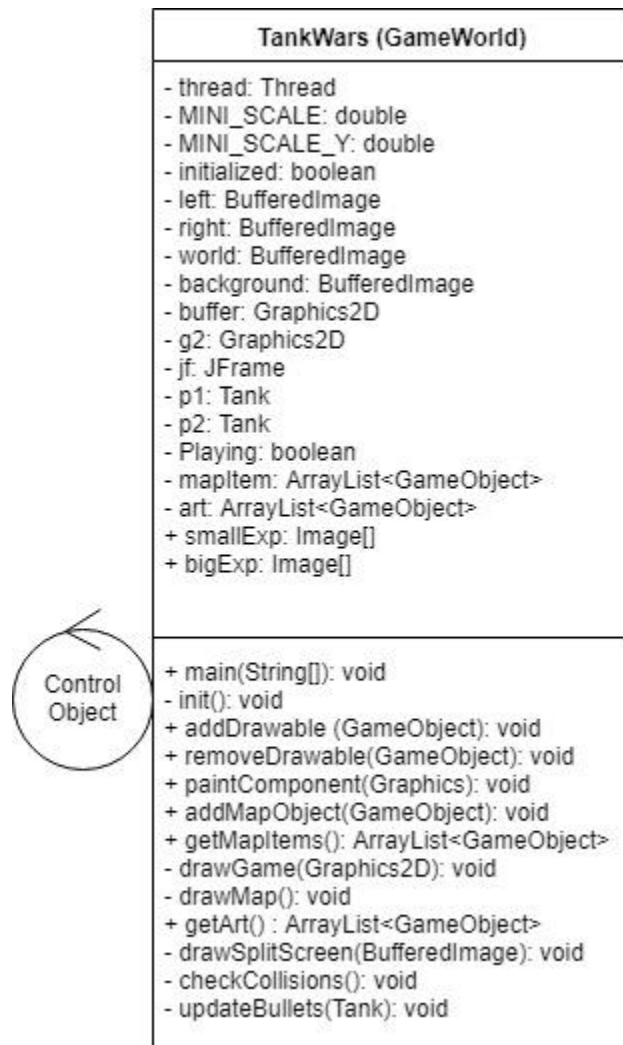 TankWars (GameWorld)
- thread: Thread
- MINI_SCALE: double
- MINI_SCALE_Y: double
- initialized: boolean
- left: BufferedImage
- right: BufferedImage
- world: BufferedImage
- background: BufferedImage
- buffer: Graphics2D
- g2: Graphics2D
- jf: JFrame
- p1: Tank
- p2: Tank
- Playing: boolean
- mapItem: ArrayList<GameObject>
- art: ArrayList<GameObject>
+ smallExp: Image[]
+ bigExp: Image[]
Control
Object
+ main(String[]): void
- init(): void
+ addDrawable (GameObject): void
+ removeDrawable(GameObject): void
+ paintComponent(Graphics): void
+ addMapObject(GameObject): void
+ getMapItems(): ArrayList<GameObject>
- drawGame(Graphics2D): void
- drawMap(): void
+ getArt() : ArrayList<GameObject>
- drawSplitScreen(BufferedImage): void
- checkCollisions(): void
- updateBullets(Tank): void